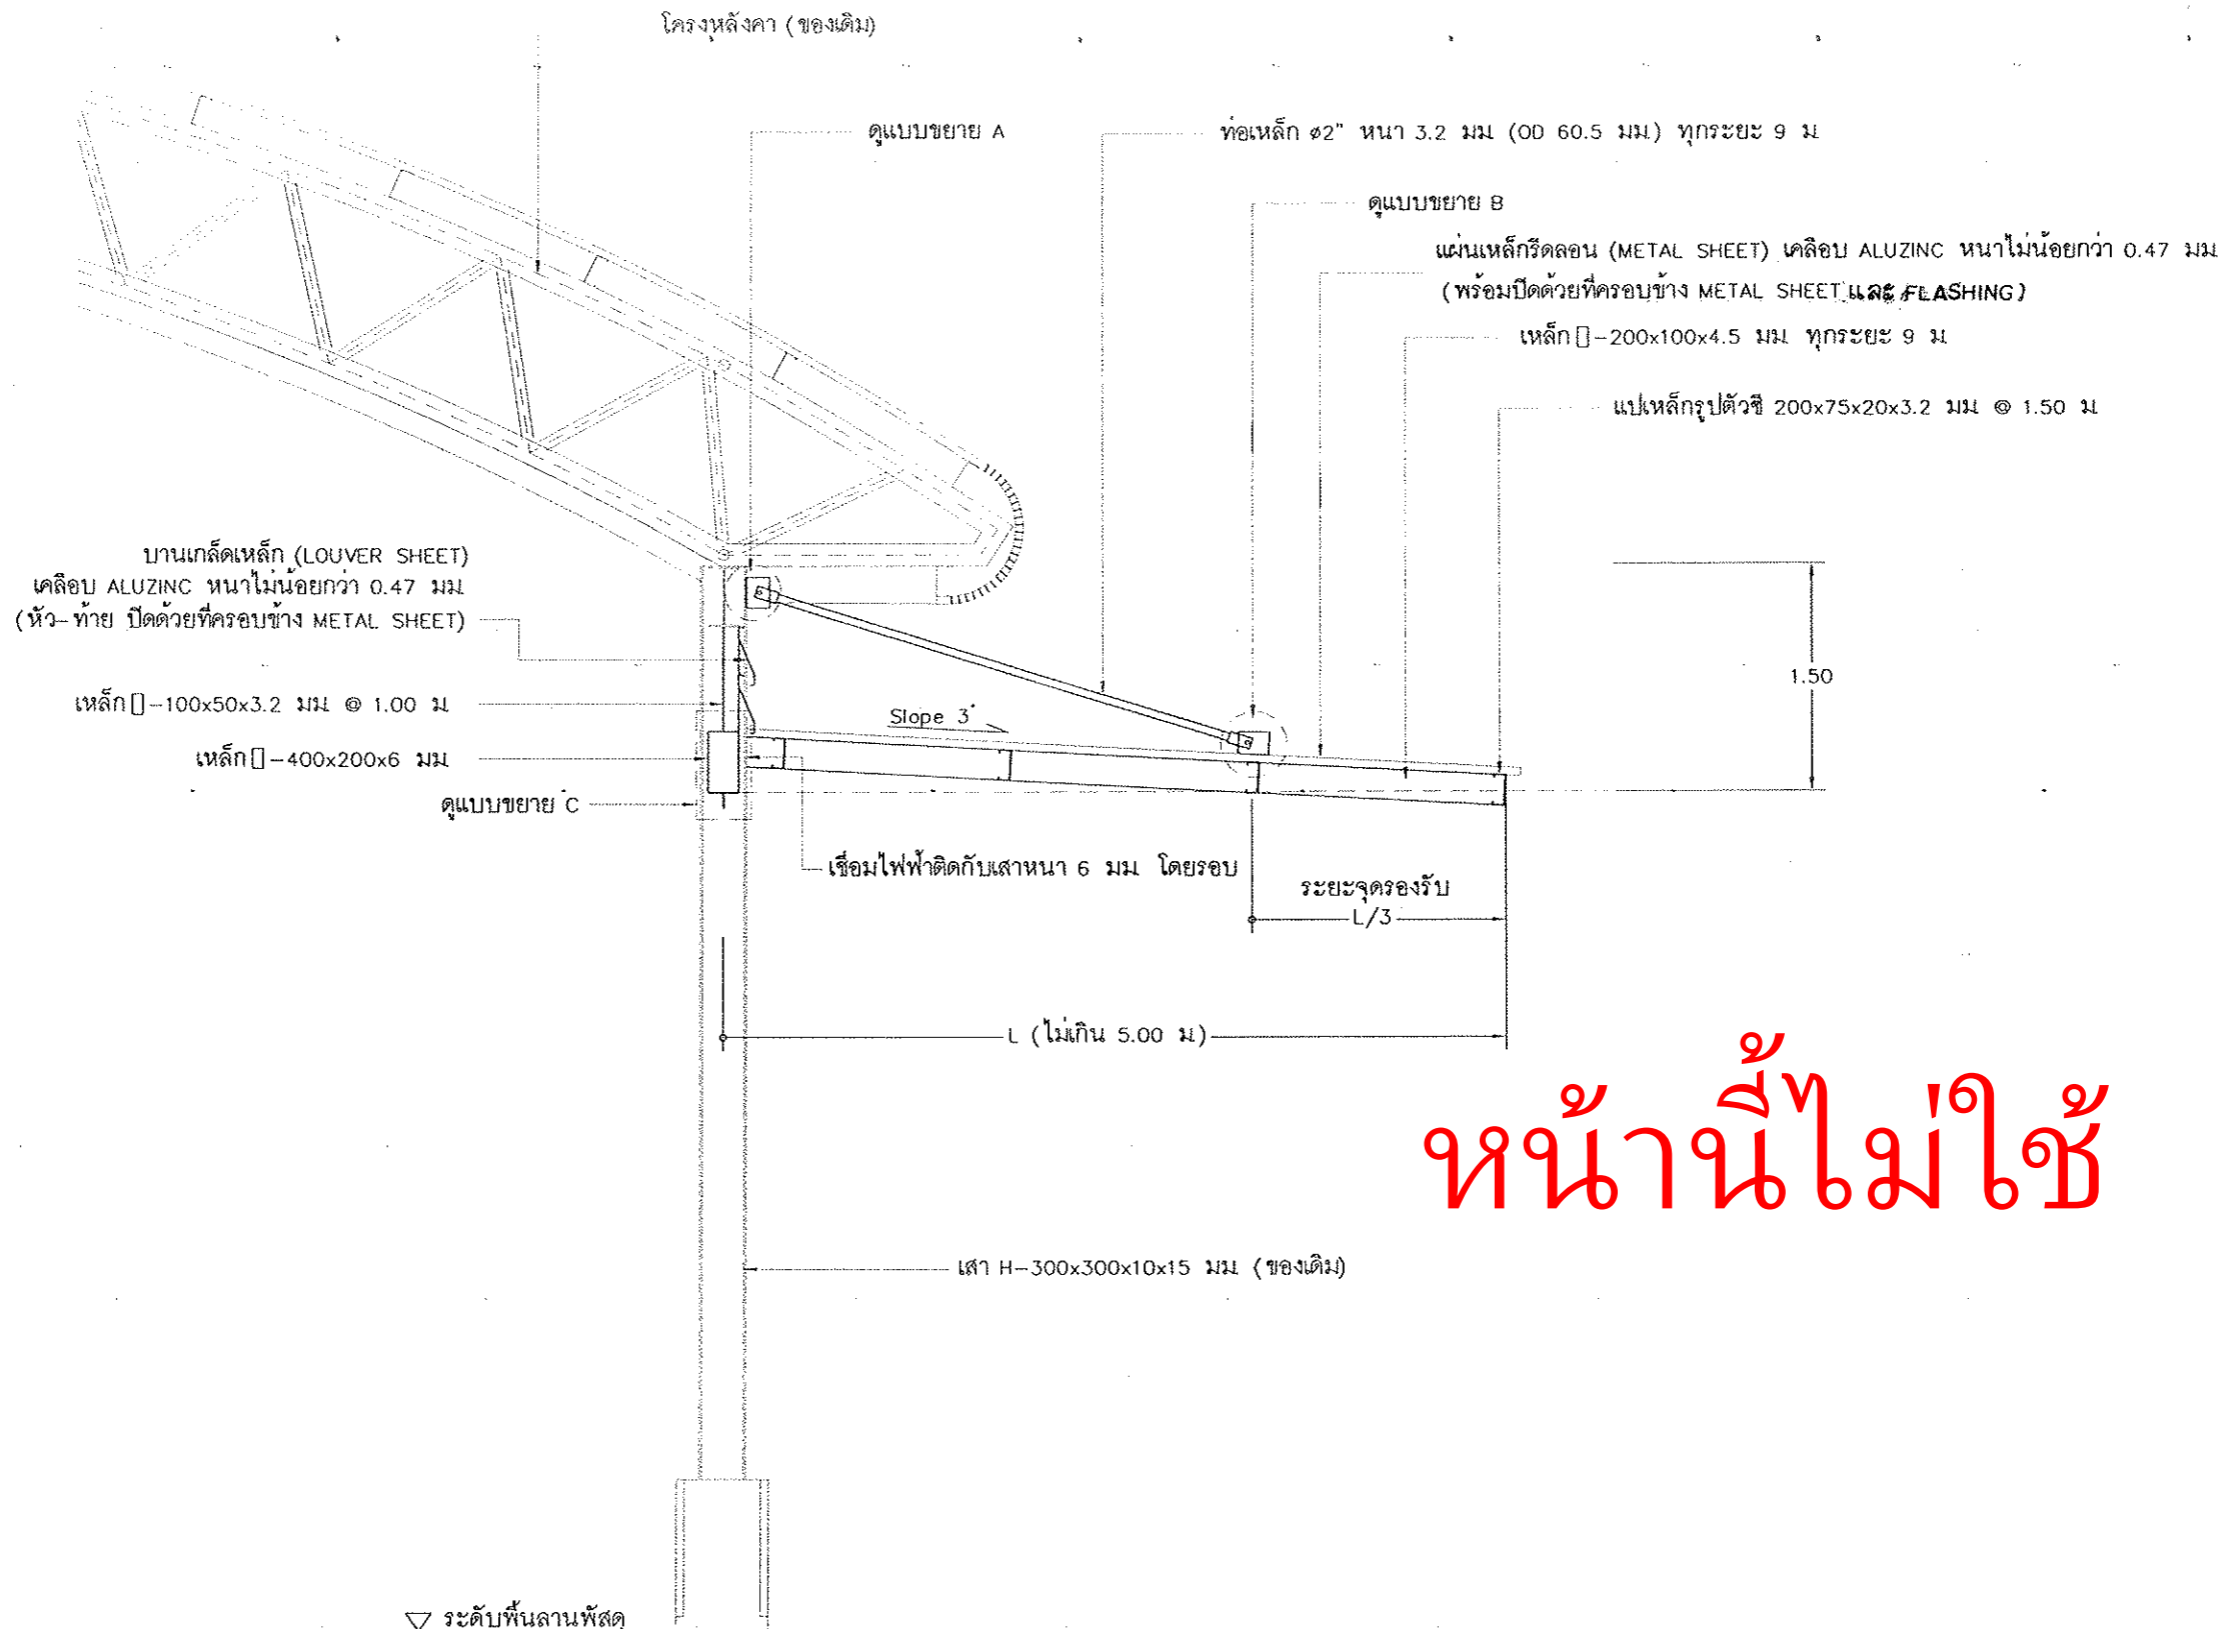 โครงหลังคา (ของเดิม)
ดูแบบขยาย A
ท่อเหล็ก ø2" หนา 3.2 มม. (OD 60.5 มม.) ทุกระยะ 9 ม.
ดูแบบขยาย B
แผ่นเหล็กรีดลอน (METAL SHEET) เคลือบ ALUZINC หนาไม่น้อยกว่า 0.47 มม.
(พร้อมปิดด้วยที่ครอบข้าง METAL SHEET และ FLASHING)
เหล็ก▯-200x100x4.5 มม. ทุกระยะ 9 ม.
แปเหล็กรูปตัวซี 200x75x20x3.2 มม. @ 1.50 ม.
บานเกล็ดเหล็ก (LOUVER SHEET)
เคลือบ ALUZINC หนาไม่น้อยกว่า 0.47 มม.
(หัว-ท้าย ปิดด้วยที่ครอบข้าง METAL SHEET)
1.50
เหล็ก▯-100x50x3.2 มม. @ 1.00 ม.
Slope 3°
เหล็ก▯-400x200x6 มม.
ดูแบบขยาย C
เชื่อมไฟฟ้าติดกับเสาหนา 6 มม. โดยรอบ
ระยะจุดรองรับ
L/3
L (ไม่เกิน 5.00 ม.)
หน้านี้ไม่ใช้
เสา H-300x300x10x15 มม. (ของเดิม)
ระดับพื้นลานพัสดุ